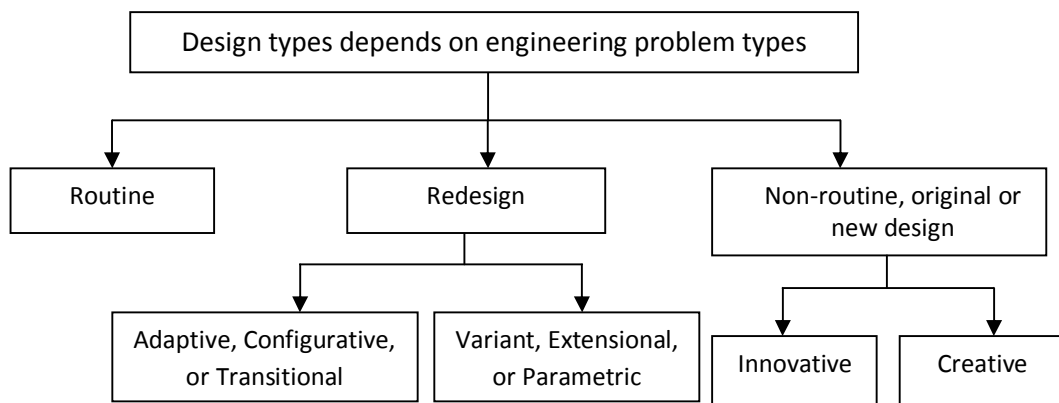 Design types depends on engineering problem types
Routine
Redesign
Non-routine, original or
new design
Adaptive, Configurative,
or Transitional
Variant, Extensional,
or Parametric
Innovative
Creative